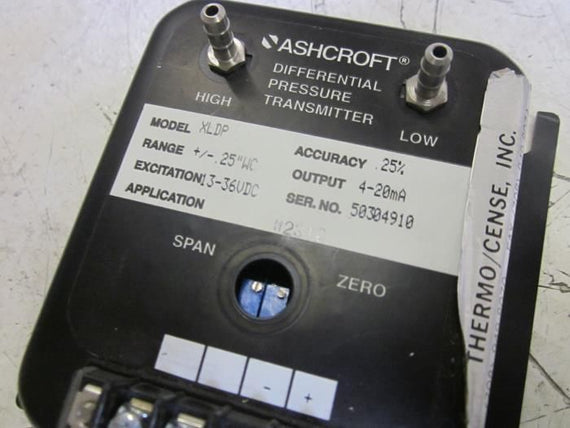 ASHCROFT®
DIFFERENTIAL
PRESSURE
TRANSMITTER
HIGH
LOW
MODEL XLDP
RANGE +/-.25"WC
EXCITATION 13-36VDC
APPLICATION
ACCURACY .25%
OUTPUT 4-20mA
SER. NO. 50304910
SPAN
ZERO
- +
THERMO/CENSE, INC.